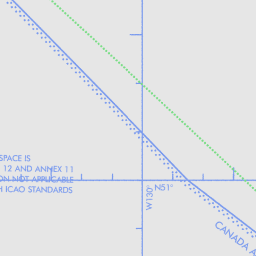 SPACE IS
12 AND ANNEX 11
ON NOT APPLICABLE
H ICAO STANDARDS
N51°
W130°
CANADA A